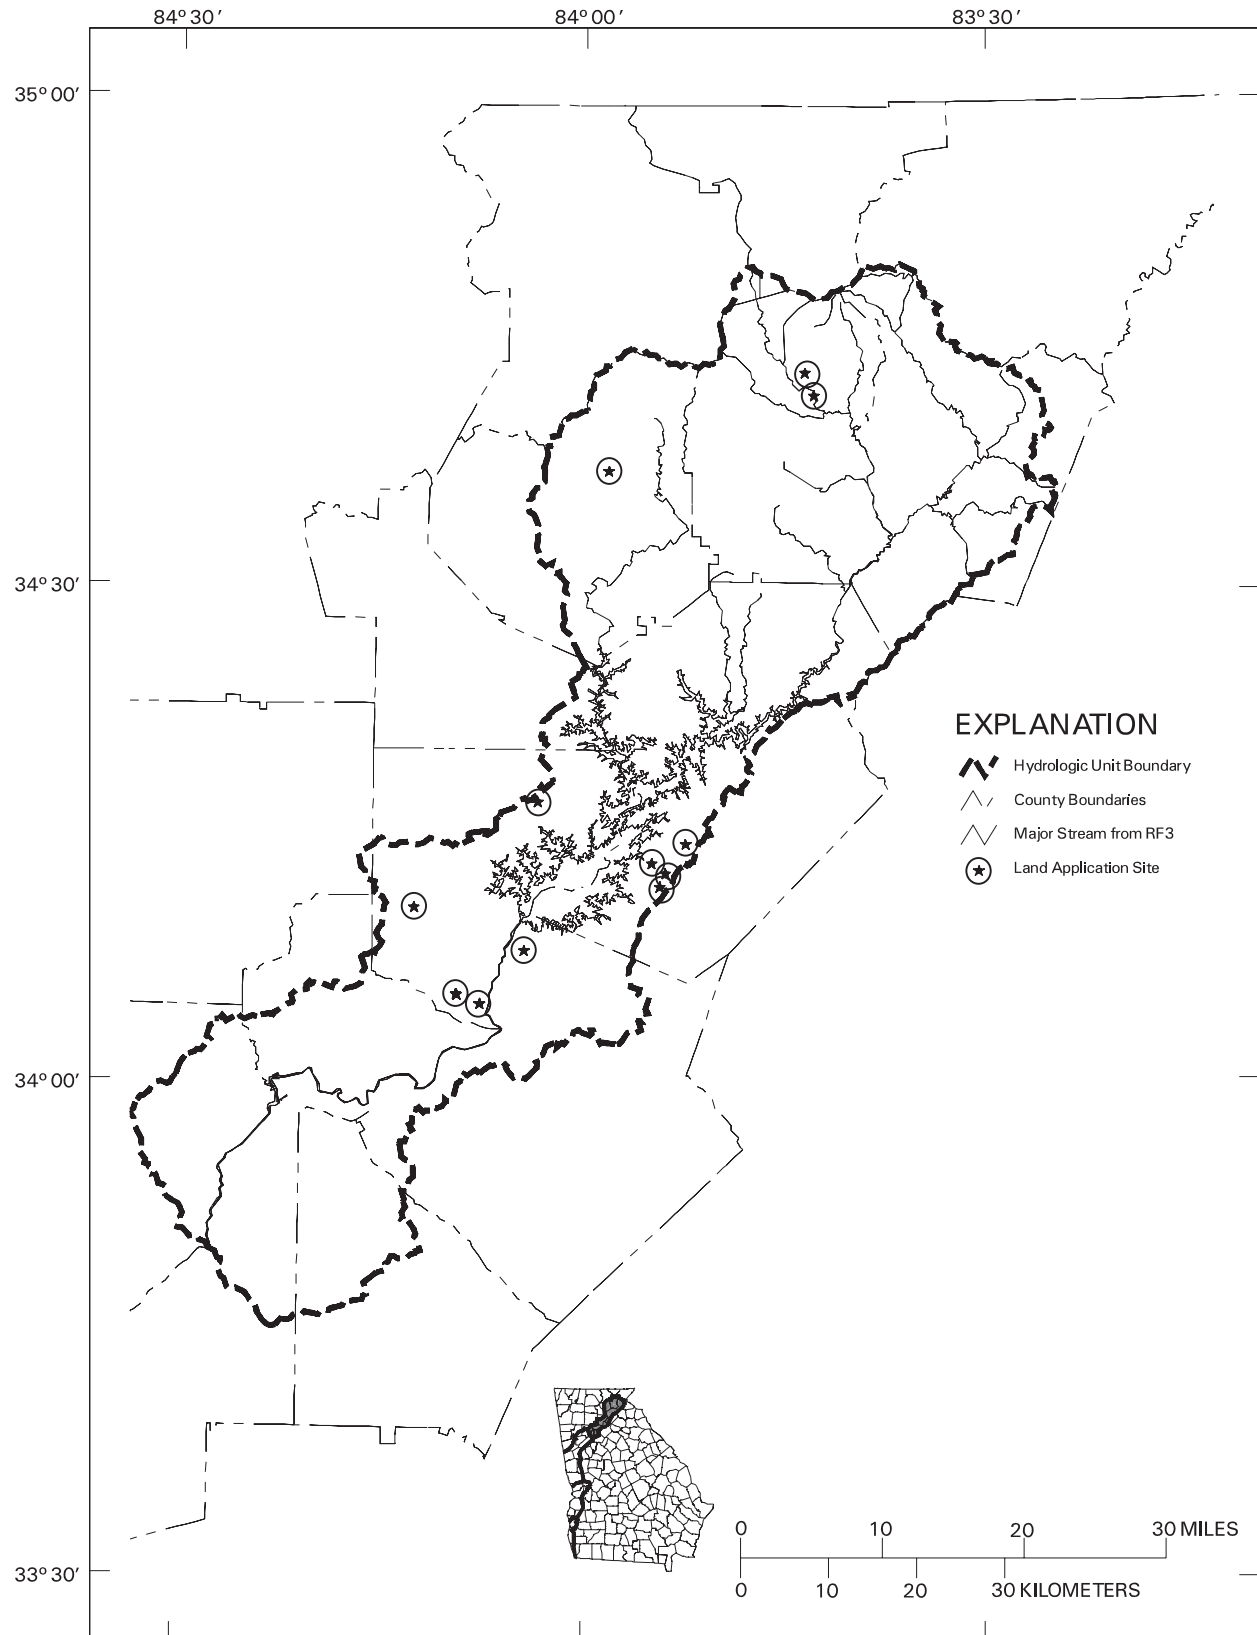 84° 30′ 84° 00′ 83° 30′
35° 00′
34° 30′
EXPLANATION
Hydrologic Unit Boundary
County Boundaries
Major Stream from RF3
Land Application Site
34° 00′
33° 30′
0 10 20 30 MILES
0 10 20 30 KILOMETERS